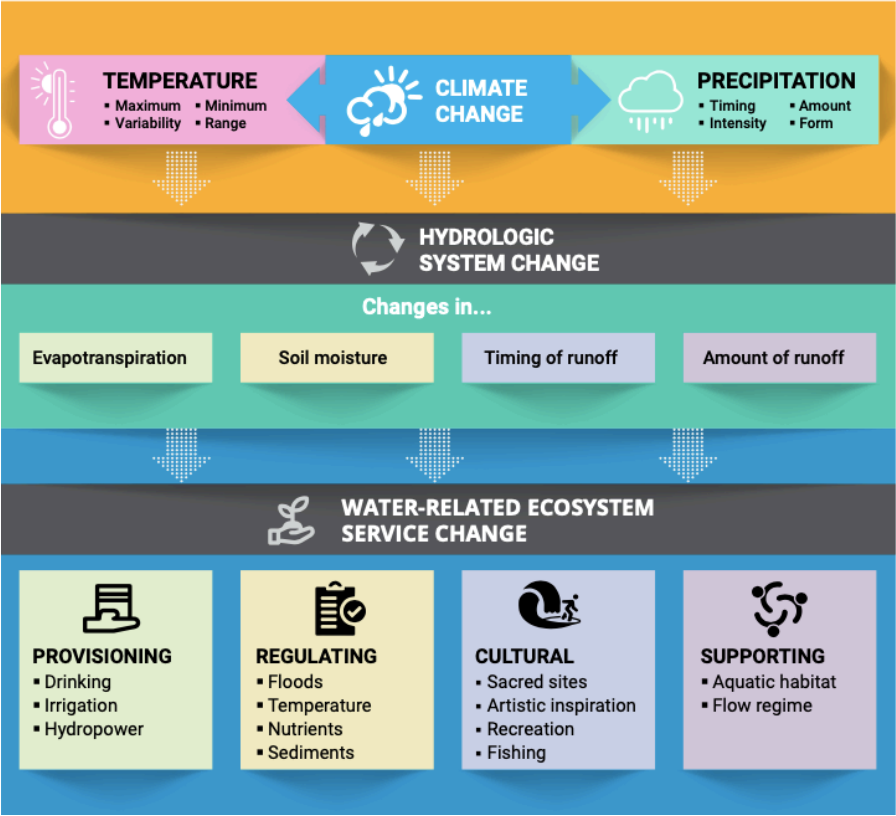 TEMPERATURE
▪ Maximum ▪ Minimum
▪ Variability ▪ Range
CLIMATE
CHANGE
PRECIPITATION
▪ Timing ▪ Amount
▪ Intensity ▪ Form
HYDROLOGIC
SYSTEM CHANGE
Changes in...
Evapotranspiration
Soil moisture
Timing of runoff
Amount of runoff
WATER-RELATED ECOSYSTEM
SERVICE CHANGE
PROVISIONING
▪ Drinking
▪ Irrigation
▪ Hydropower
REGULATING
▪ Floods
▪ Temperature
▪ Nutrients
▪ Sediments
CULTURAL
▪ Sacred sites
▪ Artistic inspiration
▪ Recreation
▪ Fishing
SUPPORTING
▪ Aquatic habitat
▪ Flow regime